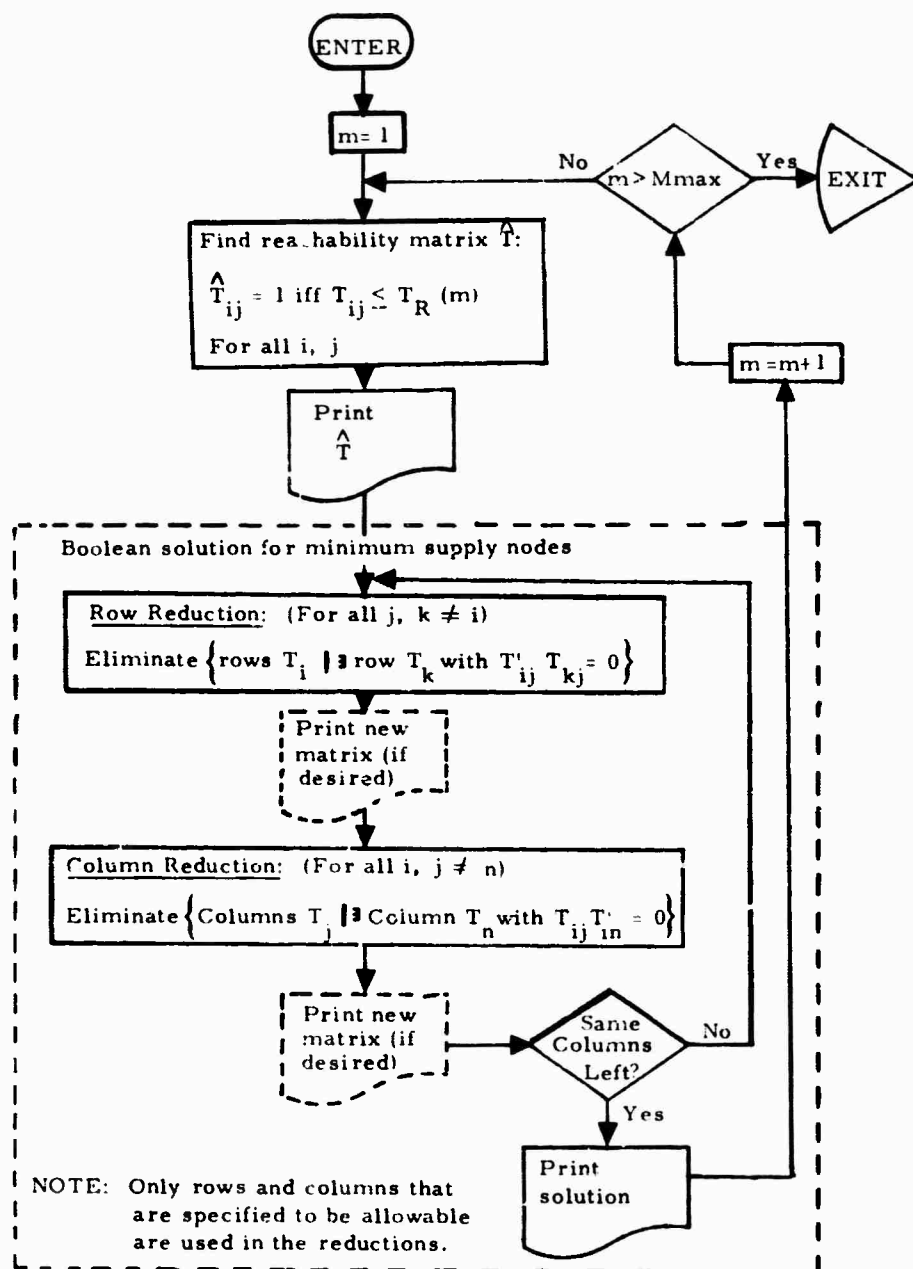 ENTER
m= 1
No
m > Mmax
Yes
EXIT
Find rea_hability matrix T̂:
T̂ij = 1 iff Tij ≤ TR (m)
For all i, j
m =m+ 1
Print
T̂
Boolean solution for minimum supply nodes
Row Reduction: (For all j, k ≠ i)
Eliminate {rows Ti |∃ row Tk with T'ij Tkj = 0}
Print new
matrix (if
desired)
Column Reduction: (For all i, j ≠ n)
Eliminate {Columns Tj |∃ Column Tn with Tij T'in = 0}
Print new
matrix (if
desired)
Same
Columns
Left?
No
Yes
Print
solution
NOTE: Only rows and columns that
are specified to be allowable
are used in the reductions.